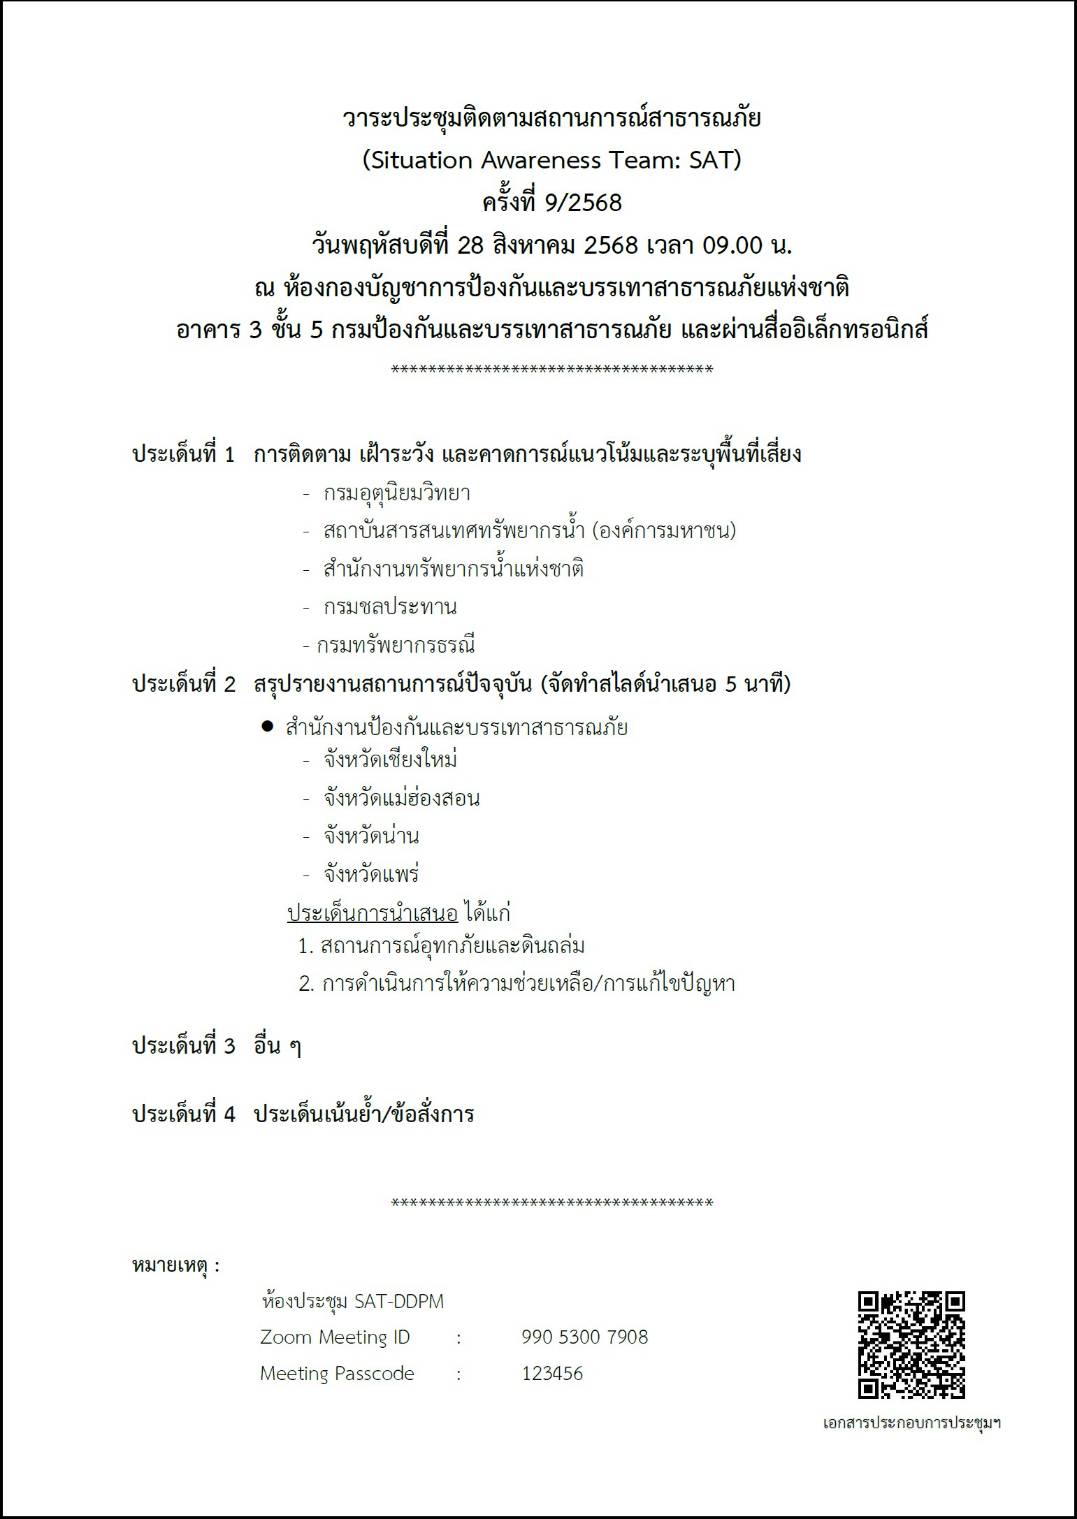 วาระประชุมติดตามสถานการณ์สาธารณภัย
(Situation Awareness Team: SAT)
ครั้งที่ 9/2568
วันพฤหัสบดีที่ 28 สิงหาคม 2568 เวลา 09.00 น.
ณ ห้องกองบัญชาการป้องกันและบรรเทาสาธารณภัยแห่งชาติ
อาคาร 3 ชั้น 5 กรมป้องกันและบรรเทาสาธารณภัย และผ่านสื่ออิเล็กทรอนิกส์
***********************************
ประเด็นที่ 1 การติดตาม เฝ้าระวัง และคาดการณ์แนวโน้มและระบุพื้นที่เสี่ยง
- กรมอุตุนิยมวิทยา
- สถาบันสารสนเทศทรัพยากรน้ำ (องค์การมหาชน)
- สำนักงานทรัพยากรน้ำแห่งชาติ
- กรมชลประทาน
- กรมทรัพยากรธรณี
ประเด็นที่ 2 สรุปรายงานสถานการณ์ปัจจุบัน (จัดทำสไลด์นำเสนอ 5 นาที)
● สำนักงานป้องกันและบรรเทาสาธารณภัย
- จังหวัดเชียงใหม่
- จังหวัดแม่ฮ่องสอน
- จังหวัดน่าน
- จังหวัดแพร่
ประเด็นการนำเสนอ ได้แก่
1. สถานการณ์อุทกภัยและดินถล่ม
2. การดำเนินการให้ความช่วยเหลือ/การแก้ไขปัญหา
ประเด็นที่ 3 อื่น ๆ
ประเด็นที่ 4 ประเด็นเน้นย้ำ/ข้อสั่งการ
***********************************
หมายเหตุ :
ห้องประชุม SAT-DDPM
Zoom Meeting ID : 990 5300 7908
Meeting Passcode : 123456
เอกสารประกอบการประชุมฯ